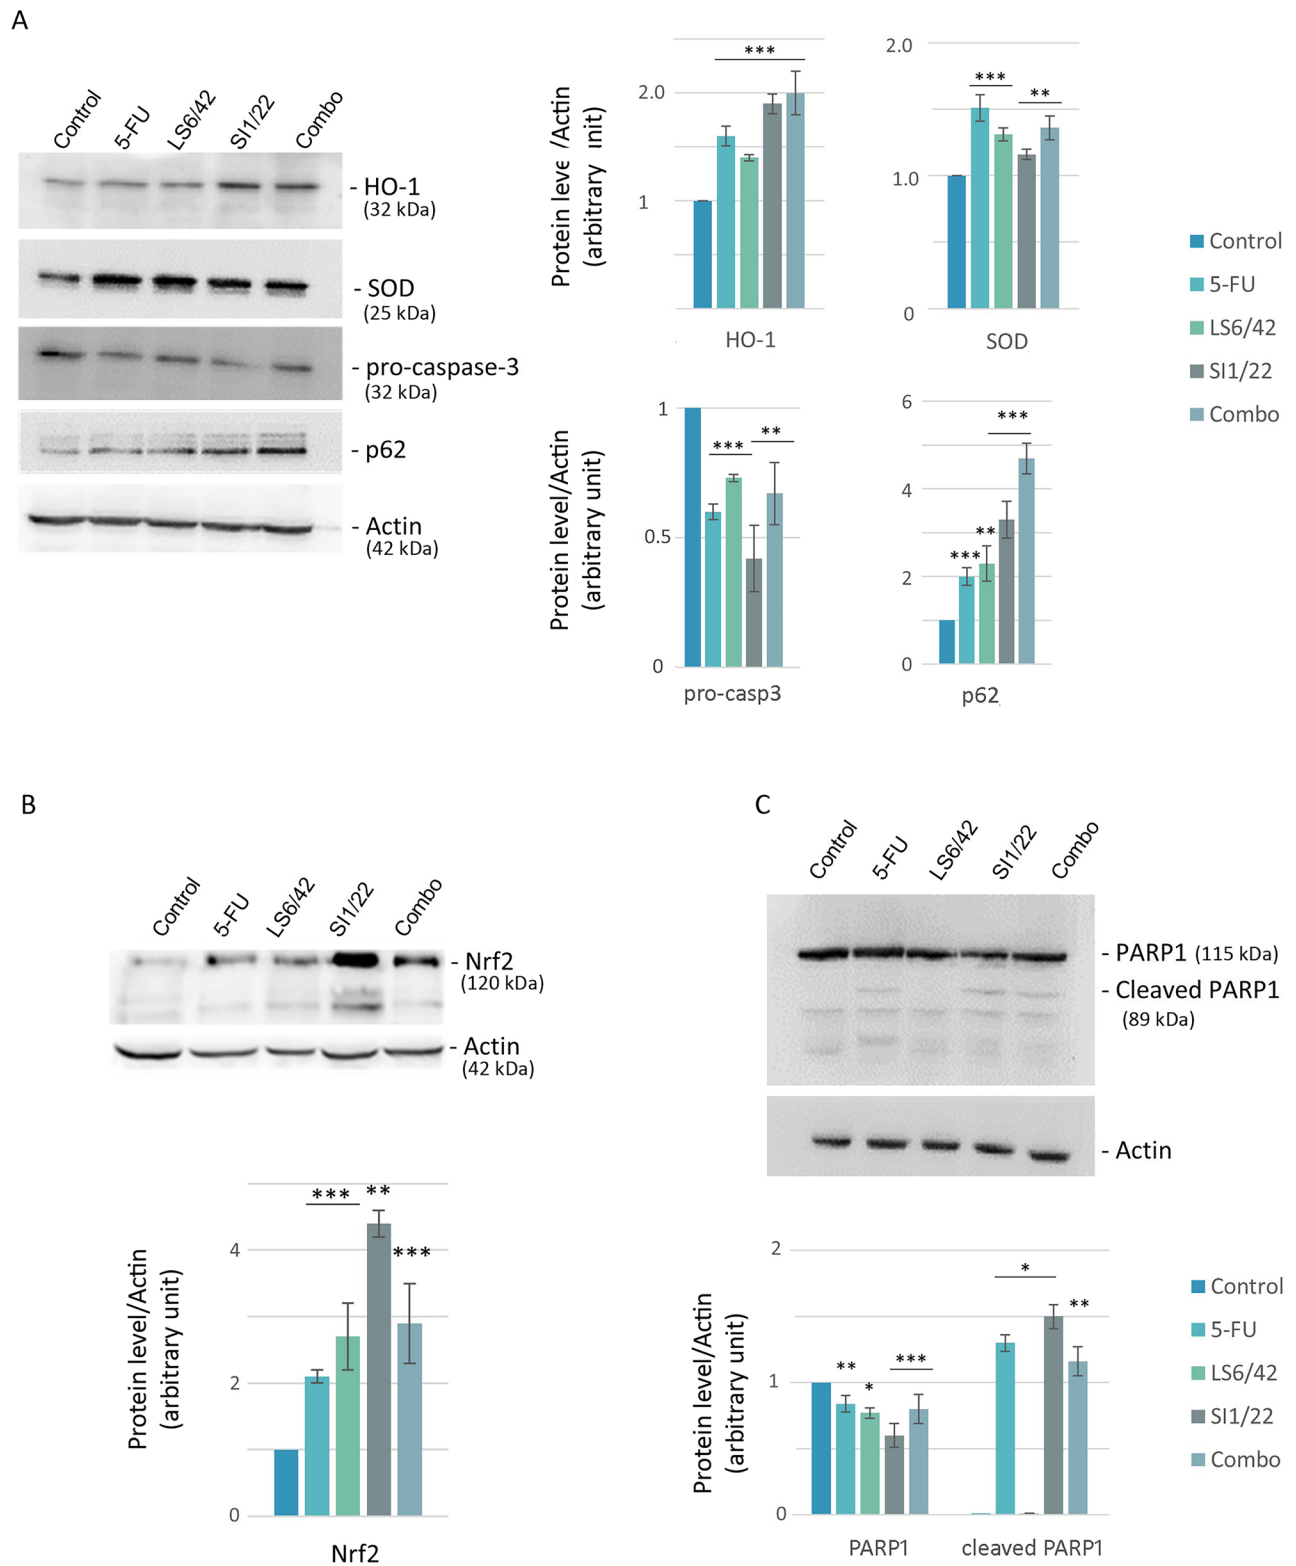 A
Control
5-FU
LS6/42
SI1/22
Combo
- HO-1
(32 kDa)
- SOD
(25 kDa)
- pro-caspase-3
(32 kDa)
- p62
- Actin
(42 kDa)
Protein leve /Actin
(arbitrary nit)
***
2.0
1
HO-1
2.0
1.0
0
***
**
SOD
Control
5-FU
LS6/42
SI1/22
Combo
Protein level/Actin
(arbitrary unit)
1
0.5
0
***
**
pro-casp3
6
4
2
0
***
**
***
p62
B
Control
5-FU
LS6/42
SI1/22
Combo
- Nrf2
(120 kDa)
- Actin
(42 kDa)
Protein level/Actin
(arbitrary unit)
4
2
0
***
**
***
Nrf2
C
Control
5-FU
LS6/42
SI1/22
Combo
- PARP1 (115 kDa)
- Cleaved PARP1
(89 kDa)
- Actin
Protein level/Actin
(arbitrary unit)
2
1
0
**
*
***
*
**
PARP1
cleaved PARP1
Control
5-FU
LS6/42
SI1/22
Combo